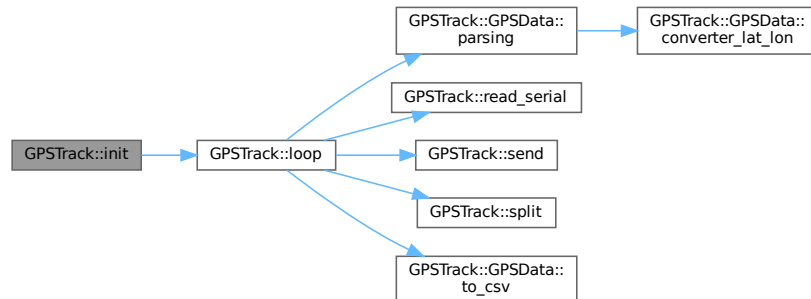 GPSTrack::init
GPSTrack::loop
GPSTrack::GPSData::
parsing
GPSTrack::GPSData::
converter_lat_lon
GPSTrack::read_serial
GPSTrack::send
GPSTrack::split
GPSTrack::GPSData::
to_csv